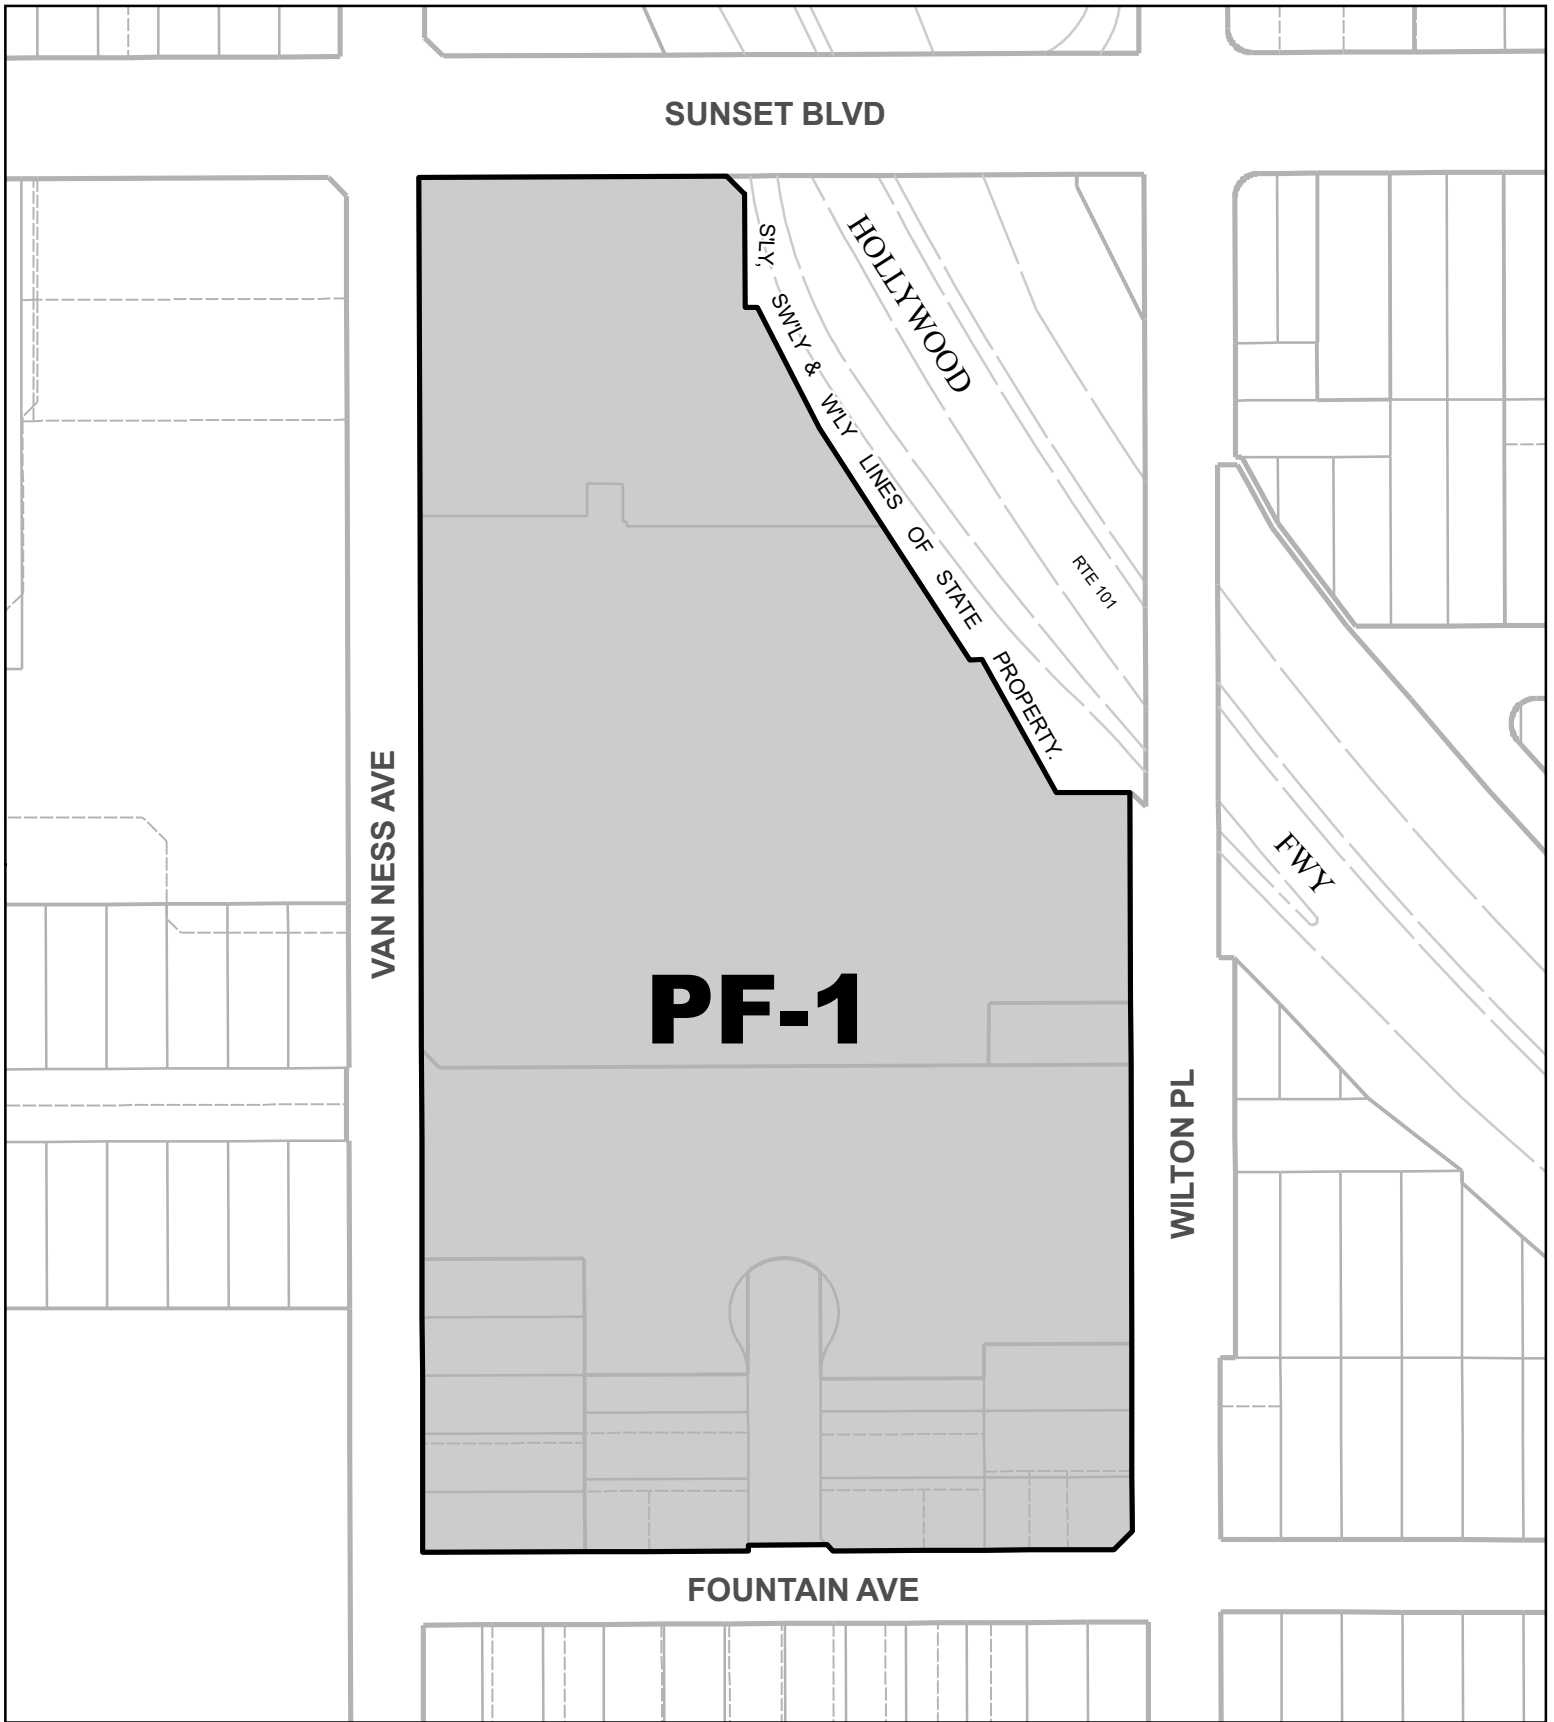 SUNSET BLVD
S'LY, SW'LY & W'LY LINES OF STATE PROPERTY.
HOLLYWOOD
RTE 101
VAN NESS AVE
FWY
PF-1
WILTON PL
FOUNTAIN AVE